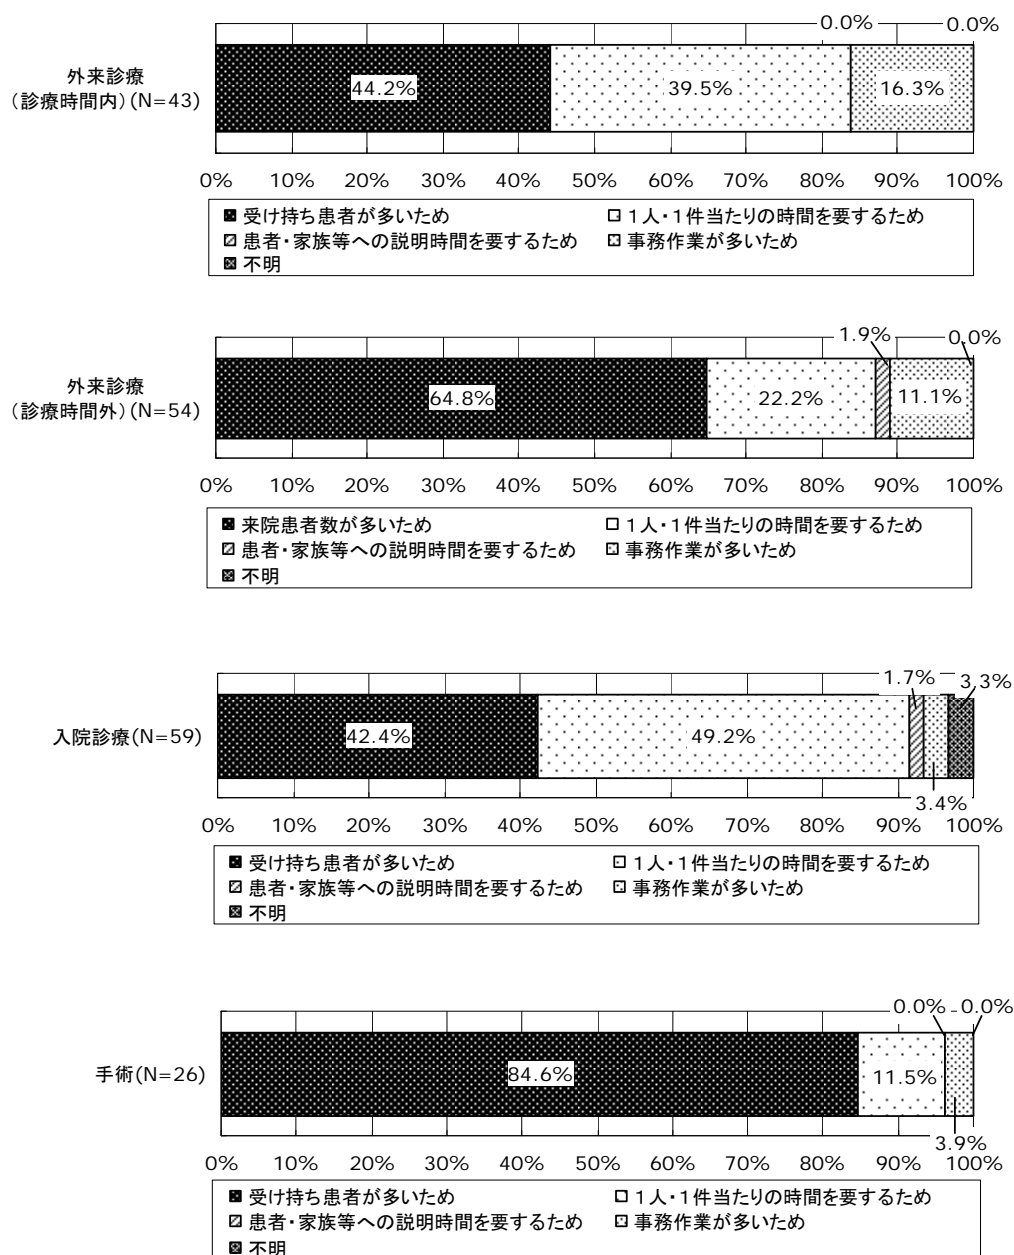 0.0% 0.0%
外来診療
（診療時間内）(N=43)
44.2% 39.5% 16.3%
0% 10% 20% 30% 40% 50% 60% 70% 80% 90% 100%
受け持ち患者が多いため １人・１件当たりの時間を要するため
患者・家族等への説明時間を要するため 事務作業が多いため
不明
1.9% 0.0%
外来診療
（診療時間外）(N=54)
64.8% 22.2% 11.1%
0% 10% 20% 30% 40% 50% 60% 70% 80% 90% 100%
来院患者数が多いため １人・１件当たりの時間を要するため
患者・家族等への説明時間を要するため 事務作業が多いため
不明
1.7% 3.3%
入院診療(N=59) 42.4% 49.2%
3.4%
0% 10% 20% 30% 40% 50% 60% 70% 80% 90% 100%
受け持ち患者が多いため １人・１件当たりの時間を要するため
患者・家族等への説明時間を要するため 事務作業が多いため
不明
0.0% 0.0%
手術(N=26) 84.6% 11.5%
3.9%
0% 10% 20% 30% 40% 50% 60% 70% 80% 90% 100%
受け持ち患者が多いため １人・１件当たりの時間を要するため
患者・家族等への説明時間を要するため 事務作業が多いため
不明